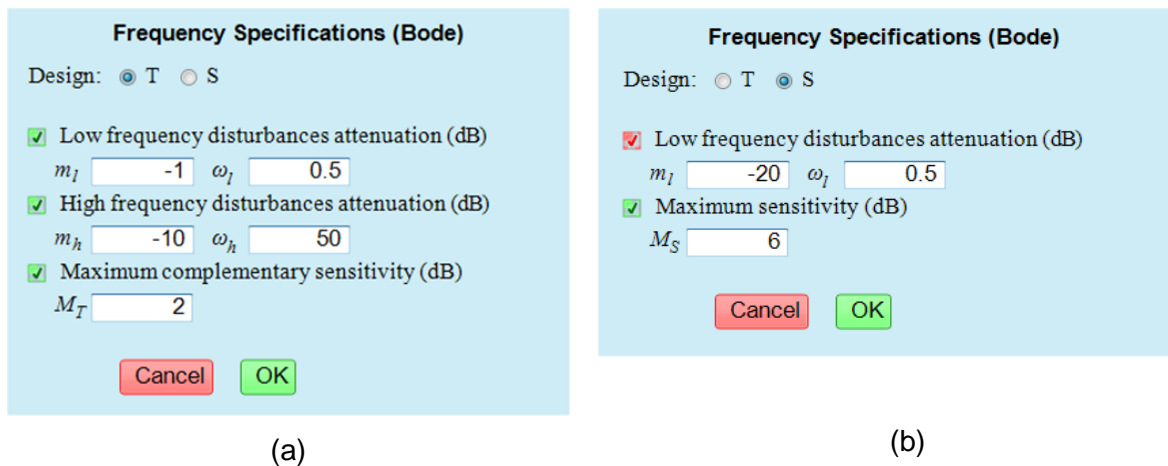 Frequency Specifications (Bode)
Design: T S
Low frequency disturbances attenuation (dB)
m_l -1 ω_l 0.5
High frequency disturbances attenuation (dB)
m_h -10 ω_h 50
Maximum complementary sensitivity (dB)
M_T 2
Cancel OK
(a)
Frequency Specifications (Bode)
Design: T S
Low frequency disturbances attenuation (dB)
m_l -20 ω_l 0.5
Maximum sensitivity (dB)
M_S 6
Cancel OK
(b)